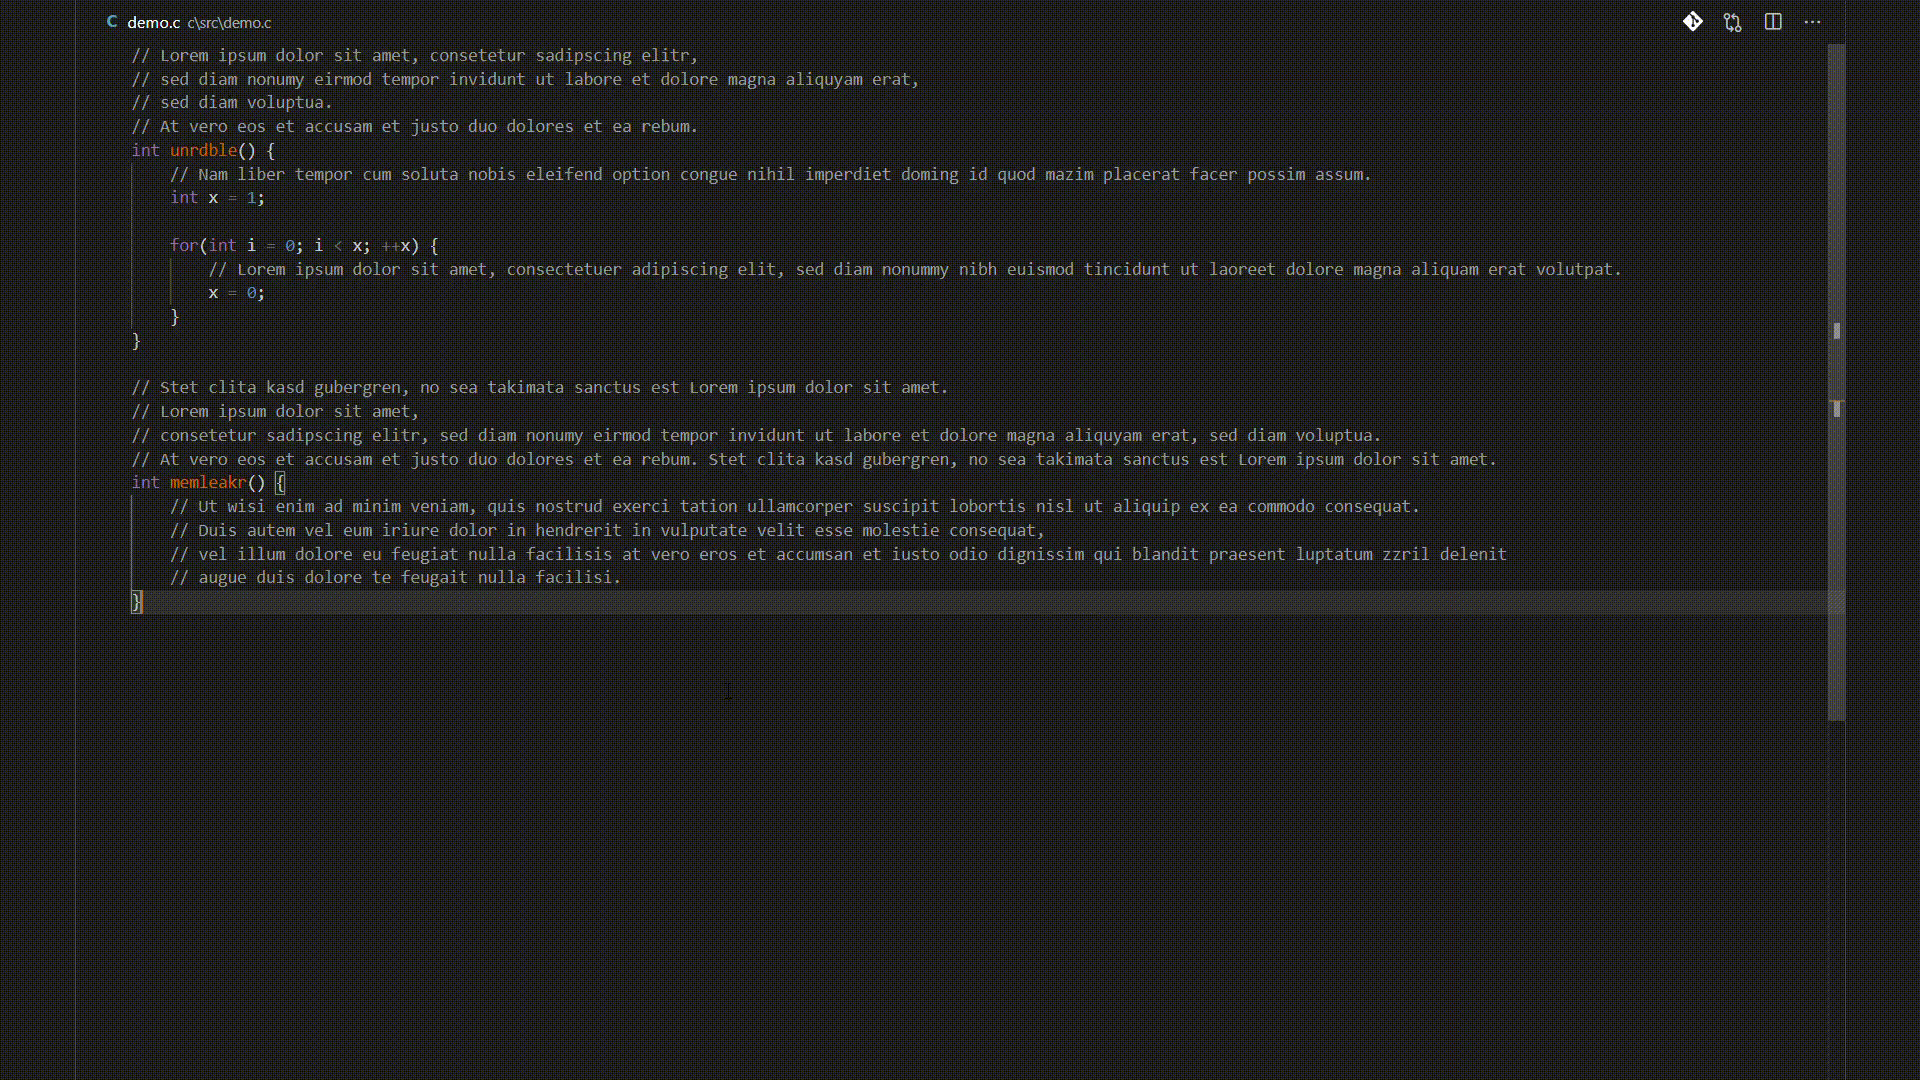 C demo.c c\src\demo.c
// Lorem ipsum dolor sit amet, consetetur sadipscing elitr,
// sed diam nonumy eirmod tempor invidunt ut labore et dolore magna aliquyam erat,
// sed diam voluptua.
// At vero eos et accusam et justo duo dolores et ea rebum.
int unrdble() {
    // Nam liber tempor cum soluta nobis eleifend option congue nihil imperdiet doming id quod mazim placerat facer possim assum.
    int x = 1;
    for(int i = 0; i < x; ++x) {
        // Lorem ipsum dolor sit amet, consectetuer adipiscing elit, sed diam nonummy nibh euismod tincidunt ut laoreet dolore magna aliquam erat volutpat.
        x = 0;
    }
}
// Stet clita kasd gubergren, no sea takimata sanctus est Lorem ipsum dolor sit amet.
// Lorem ipsum dolor sit amet,
// consetetur sadipscing elitr, sed diam nonumy eirmod tempor invidunt ut labore et dolore magna aliquyam erat, sed diam voluptua.
// At vero eos et accusam et justo duo dolores et ea rebum. Stet clita kasd gubergren, no sea takimata sanctus est Lorem ipsum dolor sit amet.
int memleakr() {
    // Ut wisi enim ad minim veniam, quis nostrud exerci tation ullamcorper suscipit lobortis nisl ut aliquip ex ea commodo consequat.
    // Duis autem vel eum iriure dolor in hendrerit in vulputate velit esse molestie consequat,
    // vel illum dolore eu feugiat nulla facilisis at vero eros et accumsan et iusto odio dignissim qui blandit praesent luptatum zzril delenit
    // augue duis dolore te feugait nulla facilisi.
}